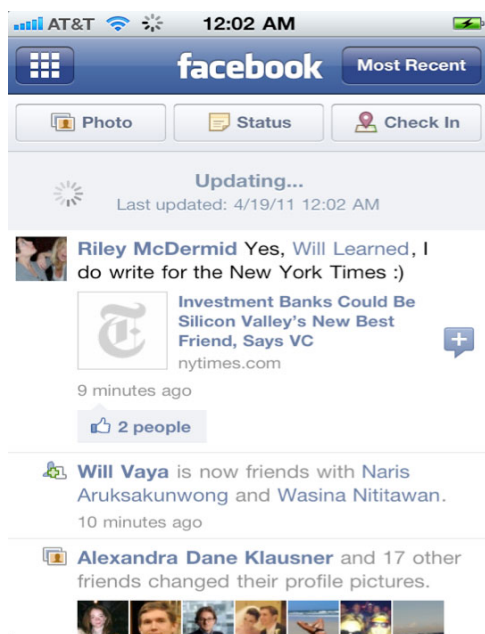 AT&T 12:02 AM
facebook Most Recent
Photo Status Check In
Updating...
Last updated: 4/19/11 12:02 AM
Riley McDermid Yes, Will Learned, I
do write for the New York Times :)
Investment Banks Could Be
Silicon Valley's New Best
Friend, Says VC
nytimes.com
9 minutes ago
2 people
Will Vaya is now friends with Naris
Aruksakunwong and Wasina Nititawan.
10 minutes ago
Alexandra Dane Klausner and 17 other
friends changed their profile pictures.